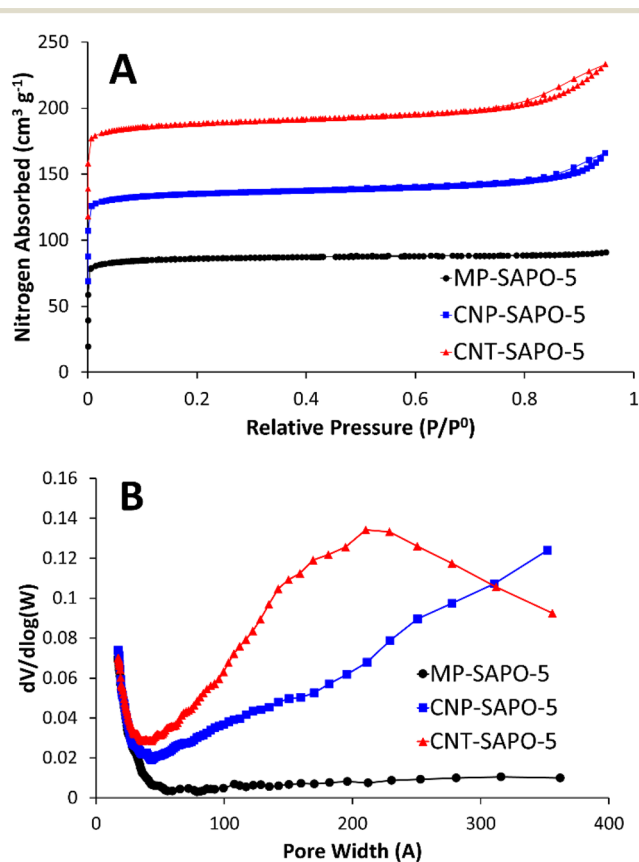 A
Nitrogen Absorbed (cm³ g⁻¹)
250
200
150
100
50
0
MP-SAPO-5
CNP-SAPO-5
CNT-SAPO-5
0 0.2 0.4 0.6 0.8 1
Relative Pressure (P/P⁰)
B
dV/dlog(W)
0.16
0.14
0.12
0.1
0.08
0.06
0.04
0.02
0
MP-SAPO-5
CNP-SAPO-5
CNT-SAPO-5
0 100 200 300 400
Pore Width (A)